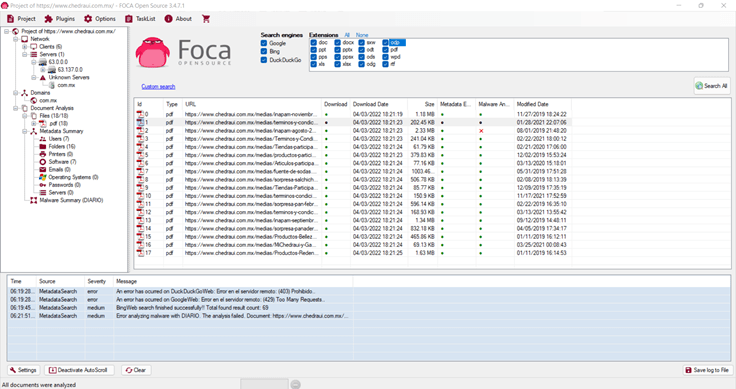 Project of https://www.chedraui.com.mx/ - FOCA Open Source 3.4.7.1
Project Plugins Options TaskList About
Project of https://www.chedraui.com.mx/
Network
Clients (6)
Servers (1)
63.0.0.0
63.137.0.0
Unknown Servers
com.mx
Domains
com.mx
Document Analysis
Files (18/18)
.pdf (18)
Metadata Summary
Users (7)
Folders (16)
Printers (0)
Software (7)
Emails (0)
Operating Systems (0)
Passwords (0)
Servers (0)
Malware Summary (DIARIO)
Foca
OPEN SOURCE
Search engines
Google
Bing
DuckDuckGo
Extensions All None
doc docx sxw odp
ppt pptx odt pdf
pps ppsx ods wpd
xls xlsx odg rtf
Custom search
Search All
Id Type URL Download Download Date Size Metadata E... Malware An... Modified Date
0 pdf https://www.chedraui.com.mx/medias/Inapam-noviembr... 04/03/2022 18:21:19 1.18 MB 11/27/2019 18:24:22
1 pdf https://www.chedraui.com.mx/medias/terminos-y-condic... 04/03/2022 18:21:23 202.45 KB 01/28/2021 22:07:06
2 pdf https://www.chedraui.com.mx/medias/Inapam-agosto-2... 04/03/2022 18:21:23 2.33 MB 08/01/2019 21:48:20
3 pdf https://www.chedraui.com.mx/medias/Terminos-y-Condi... 04/03/2022 18:21:23 264.04 KB 02/22/2021 18:00:12
4 pdf https://www.chedraui.com.mx/medias/Tiendas-participa... 04/03/2022 18:21:24 61.79 KB 02/21/2020 17:06:00
5 pdf https://www.chedraui.com.mx/medias/productos-partici... 04/03/2022 18:21:24 379.83 KB 12/02/2019 15:53:24
6 pdf https://www.chedraui.com.mx/medias/Articulos-participa... 04/03/2022 18:21:24 77.16 KB 03/13/2020 15:18:01
7 pdf https://www.chedraui.com.mx/medias/fuente-de-sodas... 04/03/2022 18:21:24 1003.46... 05/31/2019 17:51:28
8 pdf https://www.chedraui.com.mx/medias/sorpresa-salchich... 04/03/2022 18:21:24 506.78 KB 02/08/2019 18:13:39
9 pdf https://www.chedraui.com.mx/medias/Tiendas-Participa... 04/03/2022 18:21:24 85.77 KB 12/09/2019 17:35:19
10 pdf https://www.chedraui.com.mx/medias/terminos-condici... 04/03/2022 18:21:24 150.9 KB 11/17/2021 17:52:59
11 pdf https://www.chedraui.com.mx/medias/sorpresa-pan-febr... 04/03/2022 18:21:24 596.14 KB 02/22/2019 16:35:10
12 pdf https://www.chedraui.com.mx/medias/terminos-y-condic... 04/03/2022 18:21:24 168.93 KB 03/13/2021 13:55:42
13 pdf https://www.chedraui.com.mx/medias/Inapam-septiembr... 04/03/2022 18:21:24 1.34 MB 09/12/2019 14:48:11
14 pdf https://www.chedraui.com.mx/medias/sorpresa-panader... 04/03/2022 18:21:24 832.18 KB 04/05/2019 17:34:17
15 pdf https://www.chedraui.com.mx/medias/Productos-Bellez... 04/03/2022 18:21:24 465.86 KB 01/11/2019 16:12:11
16 pdf https://www.chedraui.com.mx/medias/MiChedraui-y-Ga... 04/03/2022 18:21:24 69.13 KB 03/25/2021 00:08:43
17 pdf https://www.chedraui.com.mx/medias/Productos-Reden... 04/03/2022 18:21:25 1.63 MB 01/11/2019 16:14:53
Time Source Severity Message
06:19:28... MetadataSearch error An error has ocurred on DuckDuckGoWeb: Error en el servidor remoto: (403) Prohibido..
06:19:28... MetadataSearch error An error has ocurred on GoogleWeb: Error en el servidor remoto: (429) Too Many Requests..
06:19:45... MetadataSearch medium BingWeb search finished successfully!! Total found result count: 69
06:21:51... MetadataSearch medium Error analyzing malware with DIARIO. The analysis failed. Document: https://www.chedraui.com.mx/...
Settings Deactivate AutoScroll Clear Save log to File
All documents were analyzed